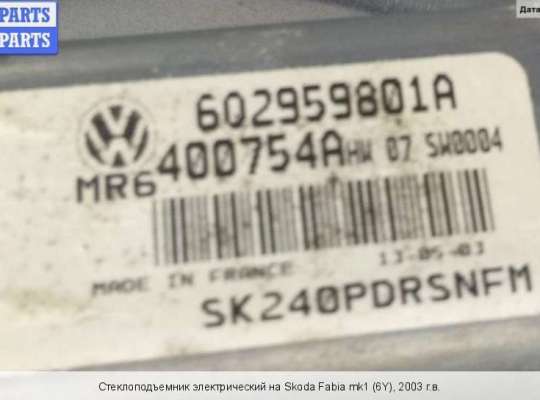 PARTS
PARTS
Дата
6Q2959801A
400754A HW 07 SW0004
MR6
13-05-03
MADE IN FRANCE
SK240PDRSNFM
Стеклоподъемник электрический на Skoda Fabia mk1 (6Y), 2003 г.в.